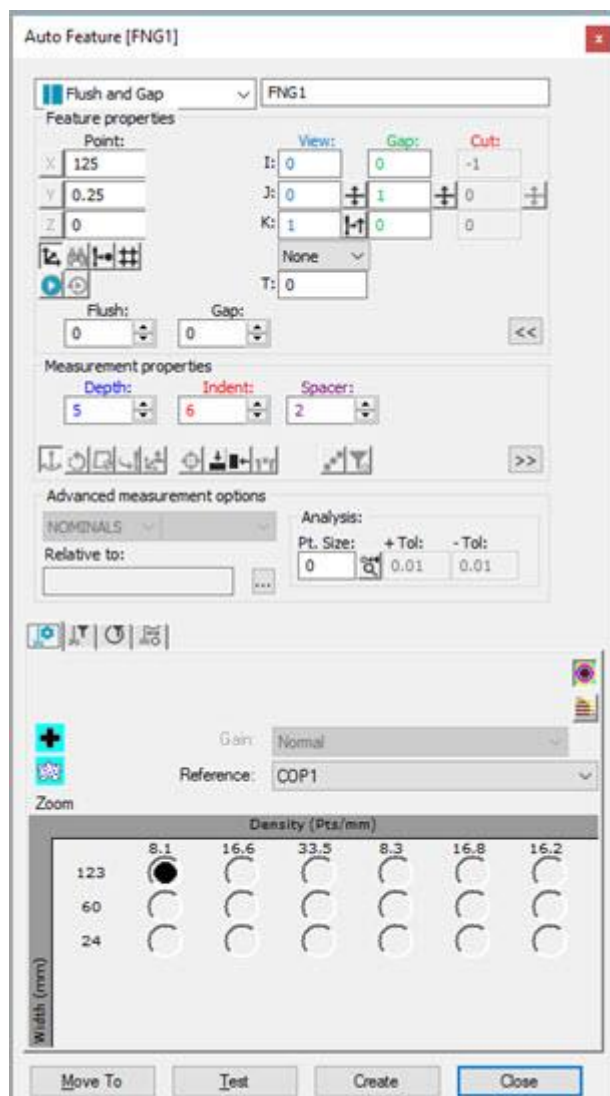 Auto Feature [FNG1]
x
Flush and Gap FNG1
Feature properties
Point: View: Gap: Cut:
X 125 I: 0 0 -1
Y 0.25 J: 0 1 0
Z 0 K: 1 0 0
None
T: 0
Flush: Gap:
0 0 <<
Measurement properties
Depth: Indent: Spacer:
5 6 2
>>
Advanced measurement options
NOMINALS Analysis:
Relative to: Pt. Size: + Tol: - Tol:
... 0 0.01 0.01
Gain: Normal
Reference: COP1
Zoom
Density (Pts/mm)
8.1 16.6 33.5 8.3 16.8 16.2
123
60
24
Width (mm)
Move To Test Create Close